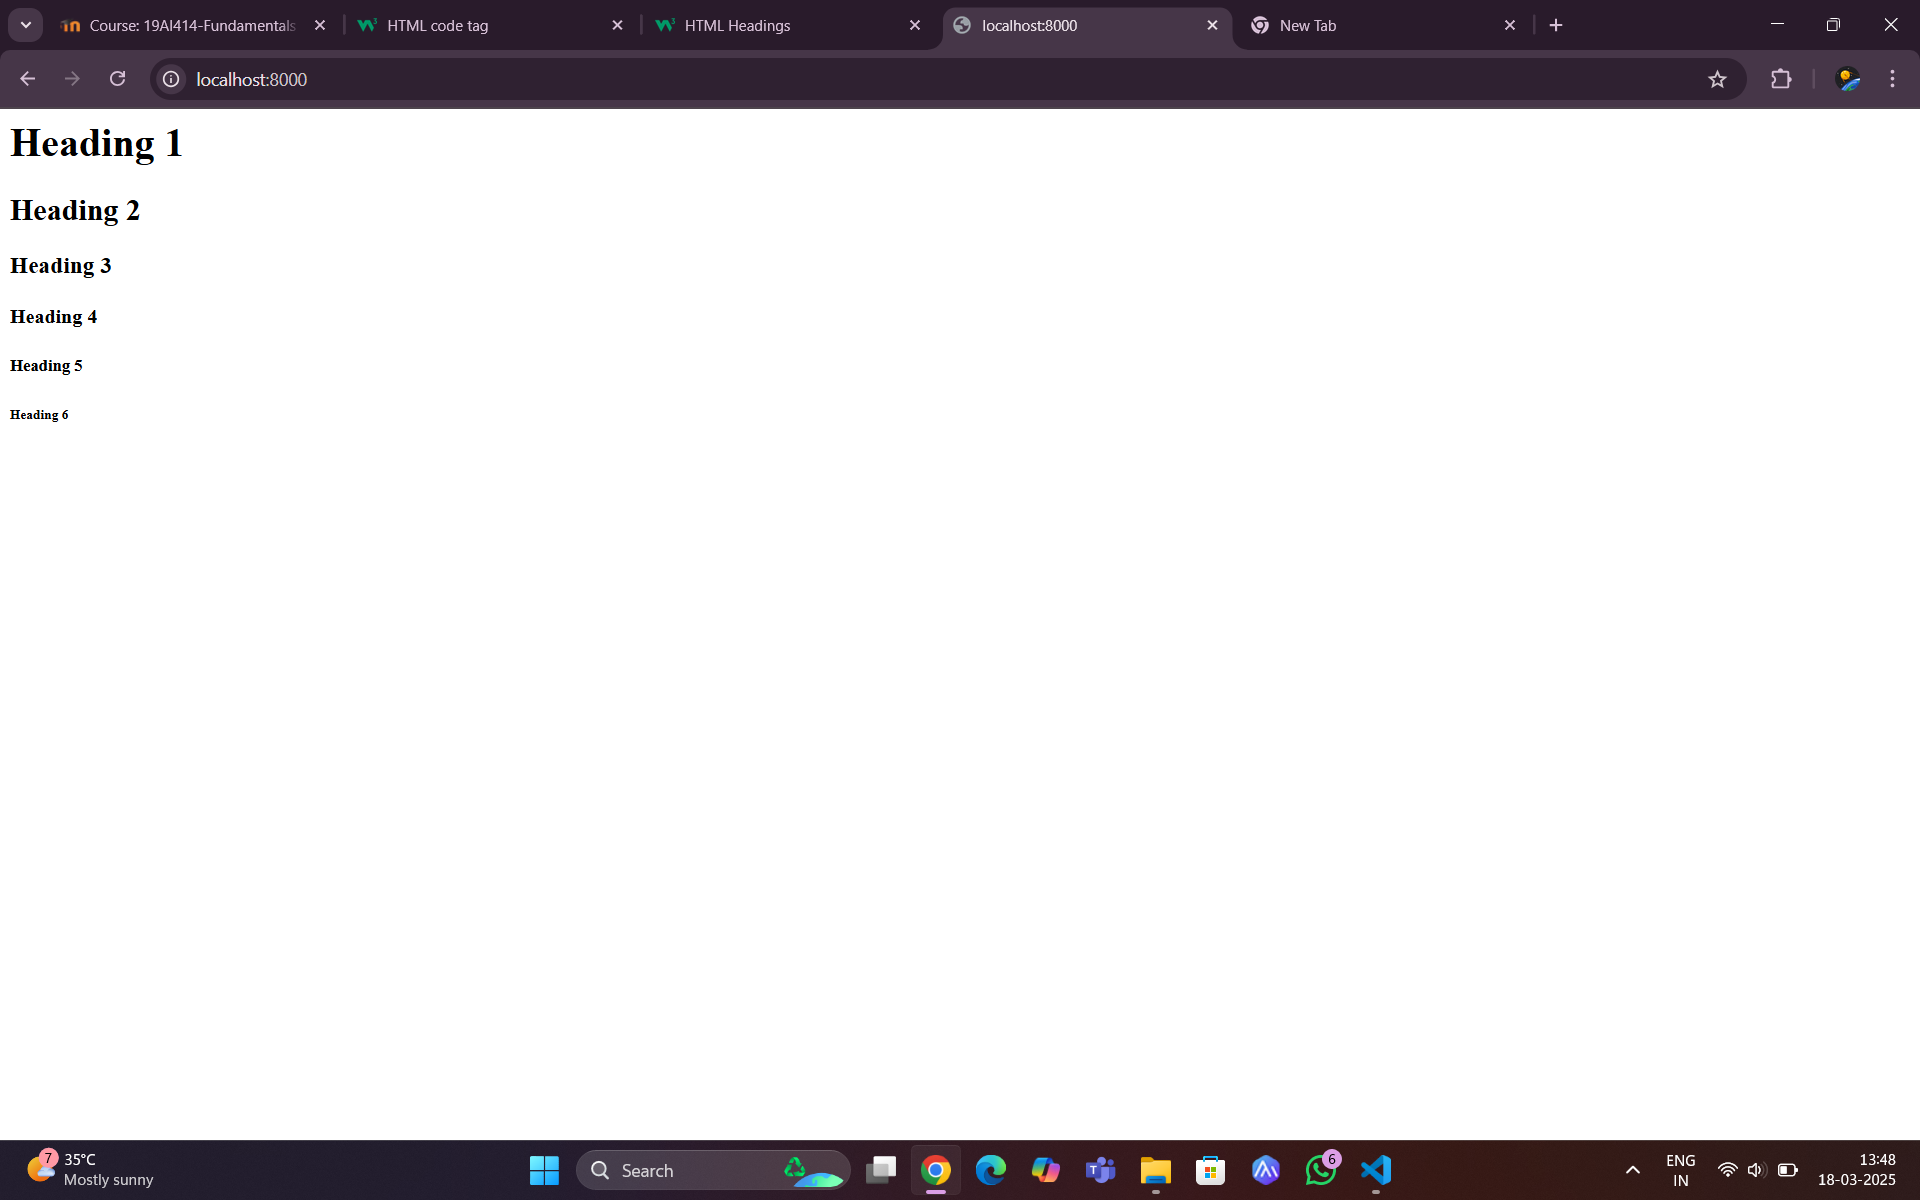 Course: 19AI414-Fundamentals
HTML code tag
HTML Headings
localhost:8000
New Tab
localhost:8000
Heading 1
Heading 2
Heading 3
Heading 4
Heading 5
Heading 6
7
35°C
Mostly sunny
Search
6
ENG
IN
13:48
18-03-2025